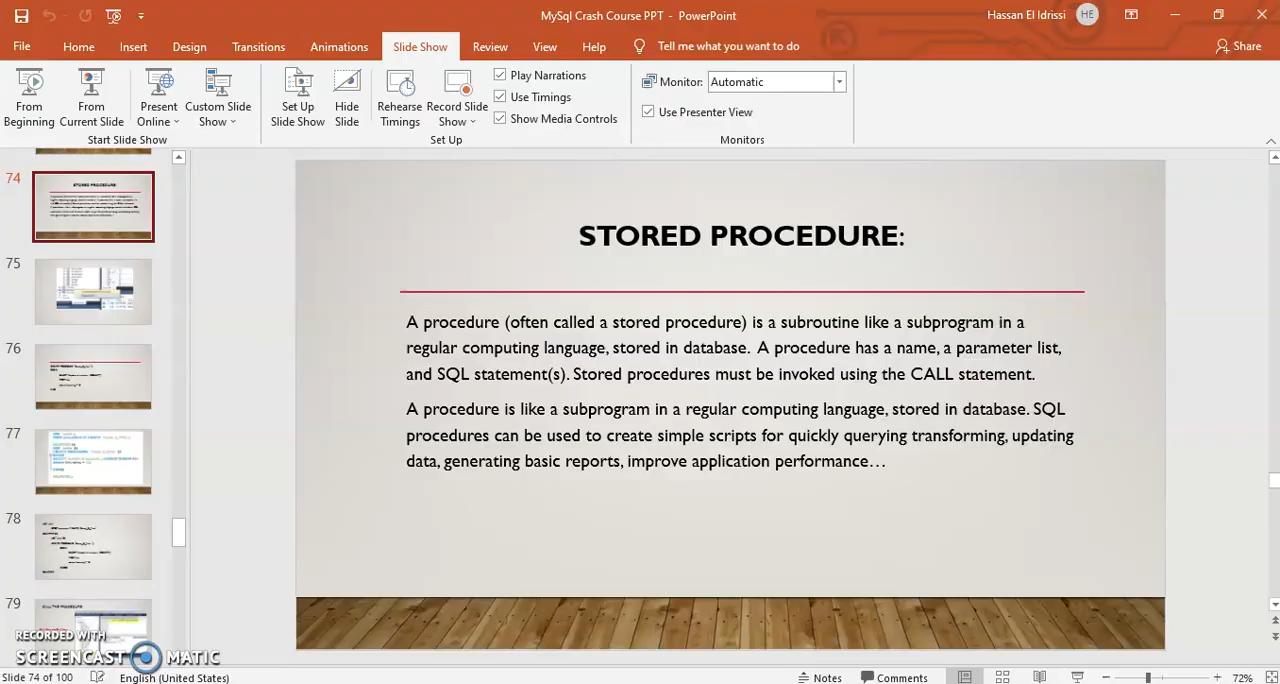 MySql Crash Course PPT - PowerPoint
Hassan El Idrissi HE
File Home Insert Design Transitions Animations Slide Show Review View Help Tell me what you want to do Share
From Beginning
From Current Slide
Present Online
Custom Slide Show
Start Slide Show
Set Up Slide Show
Hide Slide
Rehearse Timings
Record Slide Show
Play Narrations
Use Timings
Show Media Controls
Set Up
Monitor: Automatic
Use Presenter View
Monitors
74
STORED PROCEDURE:
75
76
77
78
79
STORED PROCEDURE:
A procedure (often called a stored procedure) is a subroutine like a subprogram in a
regular computing language, stored in database. A procedure has a name, a parameter list,
and SQL statement(s). Stored procedures must be invoked using the CALL statement.
A procedure is like a subprogram in a regular computing language, stored in database. SQL
procedures can be used to create simple scripts for quickly querying transforming, updating
data, generating basic reports, improve application performance…
RECORDED WITH
SCREENCAST MATIC
Slide 74 of 100 English (United States) Notes Comments 72%